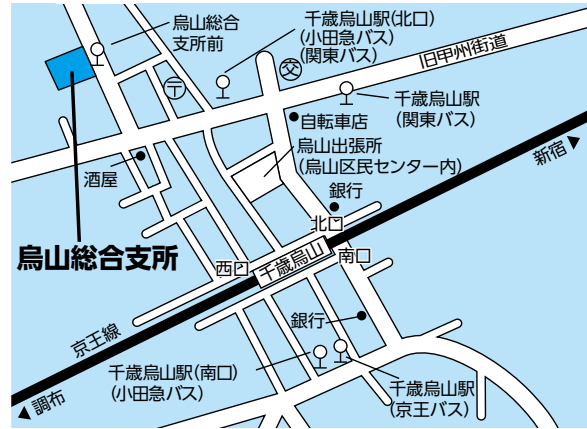 烏山総合
支所前
千歳烏山駅(北口)
(小田急バス)
(関東バス)
旧甲州街道
〒
交
千歳烏山駅
(関東バス)
自転車店
烏山出張所
(烏山区民センター内)
新宿▶
酒屋
銀行
北口
烏山総合支所
西口
千歳烏山
南口
銀行
京王線
千歳烏山駅(南口)
(小田急バス)
千歳烏山駅
(京王バス)
◀調布